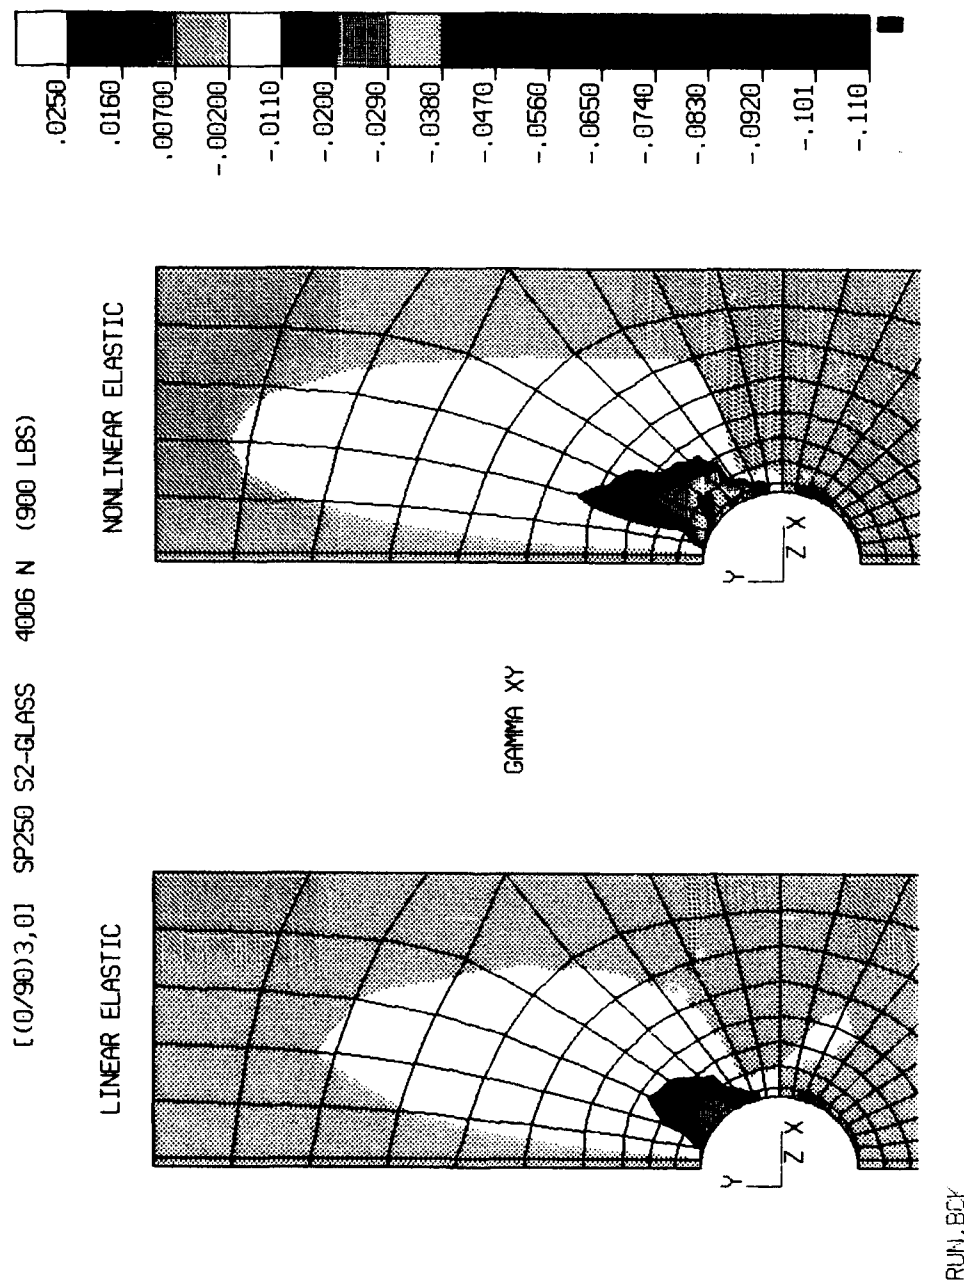 [(0/90)3,0] SP250 S2-GLASS 4006 N (900 LBS)
LINEAR ELASTIC
NONLINEAR ELASTIC
GAMMA XY
Y
Z X
Y
Z X
.0250
.0160
.00700
-.00200
-.0110
-.0200
-.0290
-.0380
-.0470
-.0560
-.0650
-.0740
-.0830
-.0920
-.101
-.110
RUN.BCK